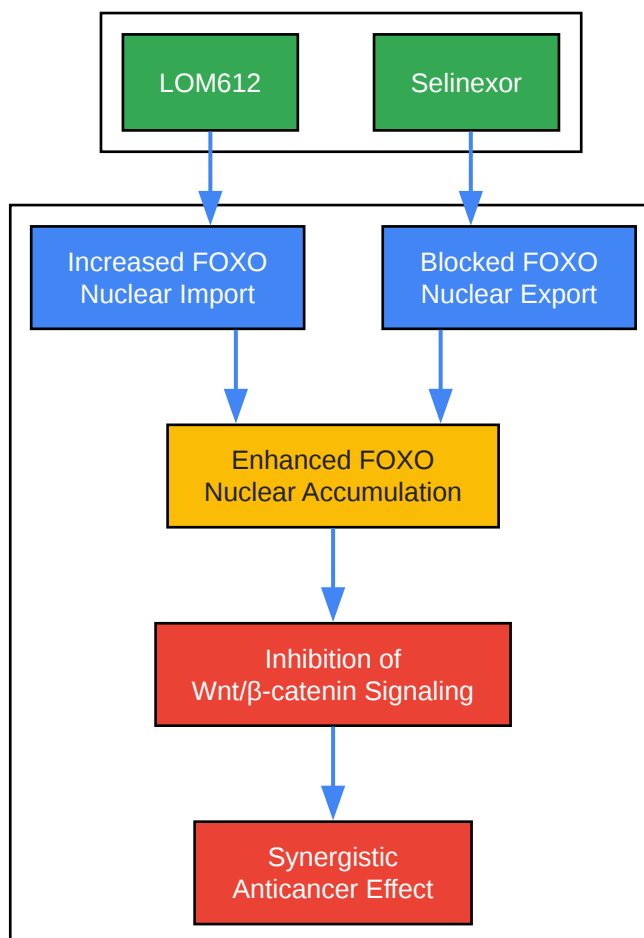 LOM612
Selinexor
Increased FOXO
Nuclear Import
Blocked FOXO
Nuclear Export
Enhanced FOXO
Nuclear Accumulation
Inhibition of
Wnt/β-catenin Signaling
Synergistic
Anticancer Effect